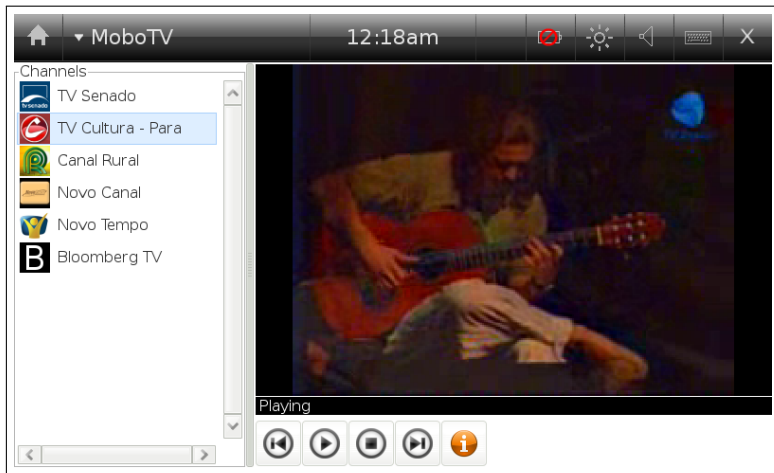 MoboTV
12:18am
X
Channels
TV Senado
TV Cultura - Para
Canal Rural
Novo Canal
Novo Tempo
B Bloomberg TV
Playing